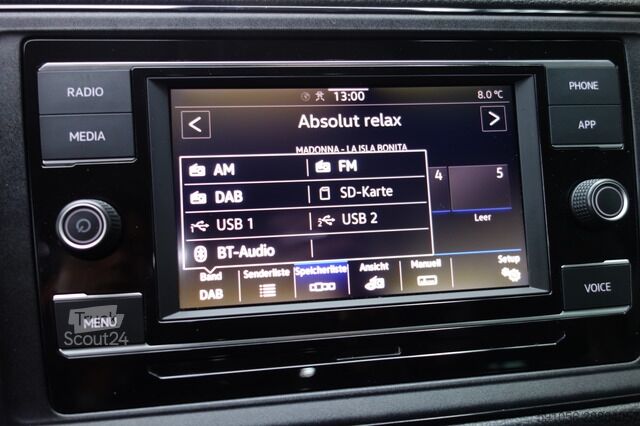 RADIO
MEDIA
MENU
PHONE
APP
VOICE
13:00
8.0 °C
<
Absolut relax
>
MADONNA - LA ISLA BONITA
AM
FM
DAB
SD-Karte
USB 1
USB 2
BT-Audio
4
5
Leer
Band
DAB
Senderliste
Speicherliste
Ansicht
Manuell
Setup
Truck
Scout24